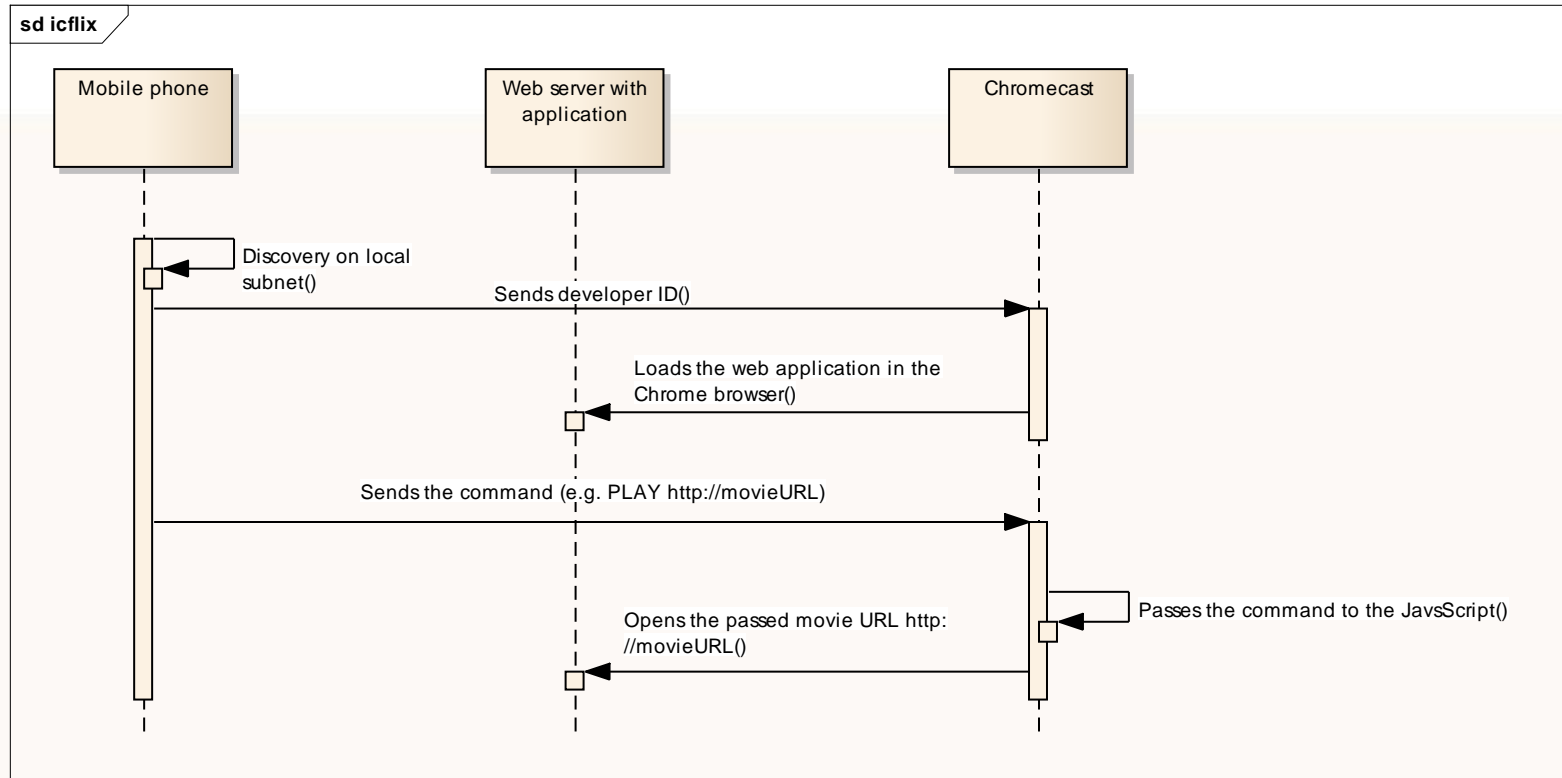 sd icflix
Mobile phone
Web server with
application
Chromecast
Discovery on local
subnet()
Sends developer ID()
Loads the web application in the
Chrome browser()
Sends the command (e.g. PLAY http://movieURL)
Passes the command to the JavsScript()
Opens the passed movie URL http:
//movieURL()